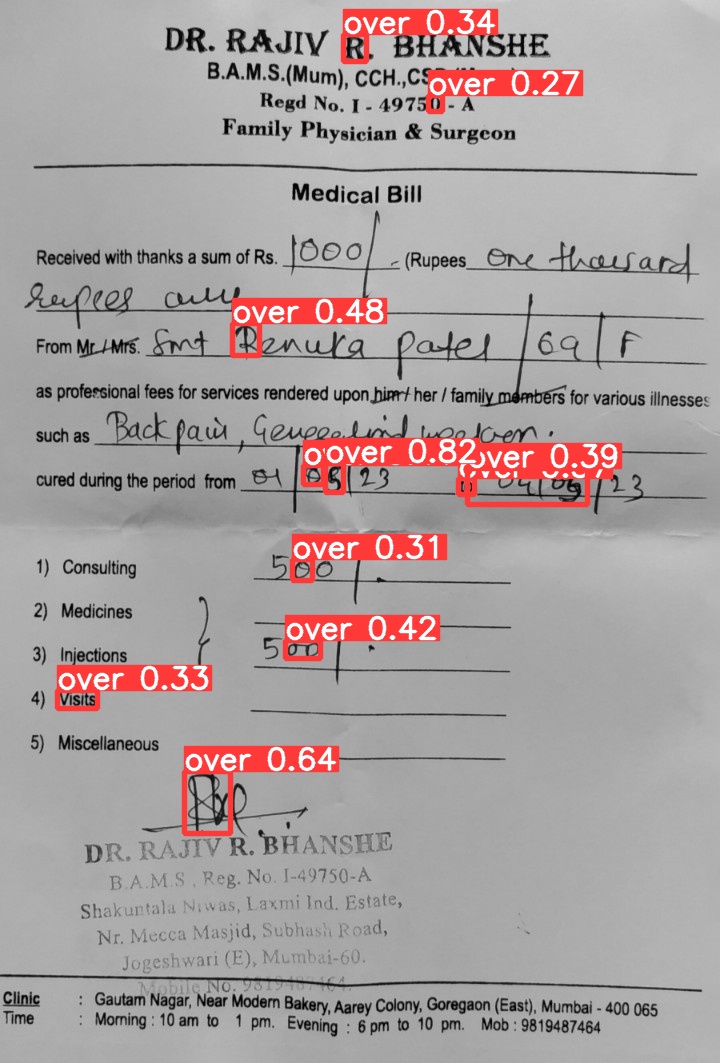 over 0.34
DR. RAJIV R. BHANSHE
B.A.M.S.(Mum), CCH.,
over 0.27
Regd No. I - 49750 - A
Family Physician & Surgeon
Medical Bill
Received with thanks a sum of Rs. 1000/- (Rupees one thousand
rupees only
over 0.48
From Mr./Mrs. Smt Renuka Patel / 69 / F
as professional fees for services rendered upon him / her / family members for various illnesses
such as Back pain,
over 0.82 over 0.39
cured during the period from 01/05/23 04/05/23
over 0.31
1) Consulting 500/-
2) Medicines
over 0.42
3) Injections 500/-
over 0.33
4) Visits
5) Miscellaneous
over 0.64
DR. RAJIV R. BHANSHE
B.A.M.S, Reg. No. I-49750-A
Shakuntala Niwas, Laxmi Ind. Estate,
Nr. Mecca Masjid, Subhash Road,
Jogeshwari (E), Mumbai-60.
Mobile No. 9819487464.
Clinic : Gautam Nagar, Near Modern Bakery, Aarey Colony, Goregaon (East), Mumbai - 400 065
Time : Morning : 10 am to 1 pm. Evening : 6 pm to 10 pm. Mob : 9819487464